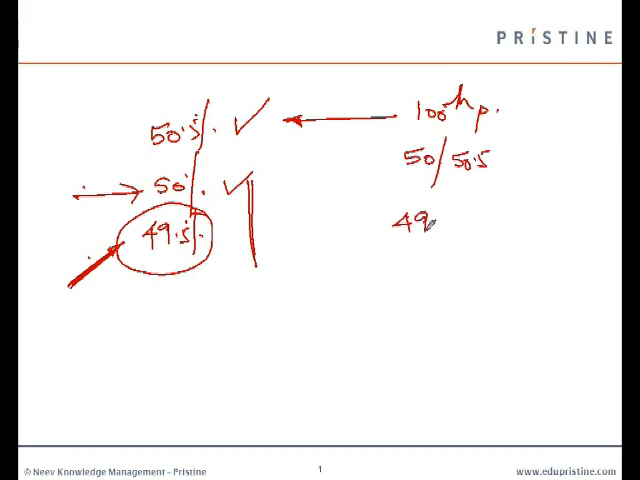 PRISTINE
50.5%. ✓
100 h p.
50% ✓
50/50.5
49.5%.
49
© Neev Knowledge Management – Pristine
1
www.edupristine.com